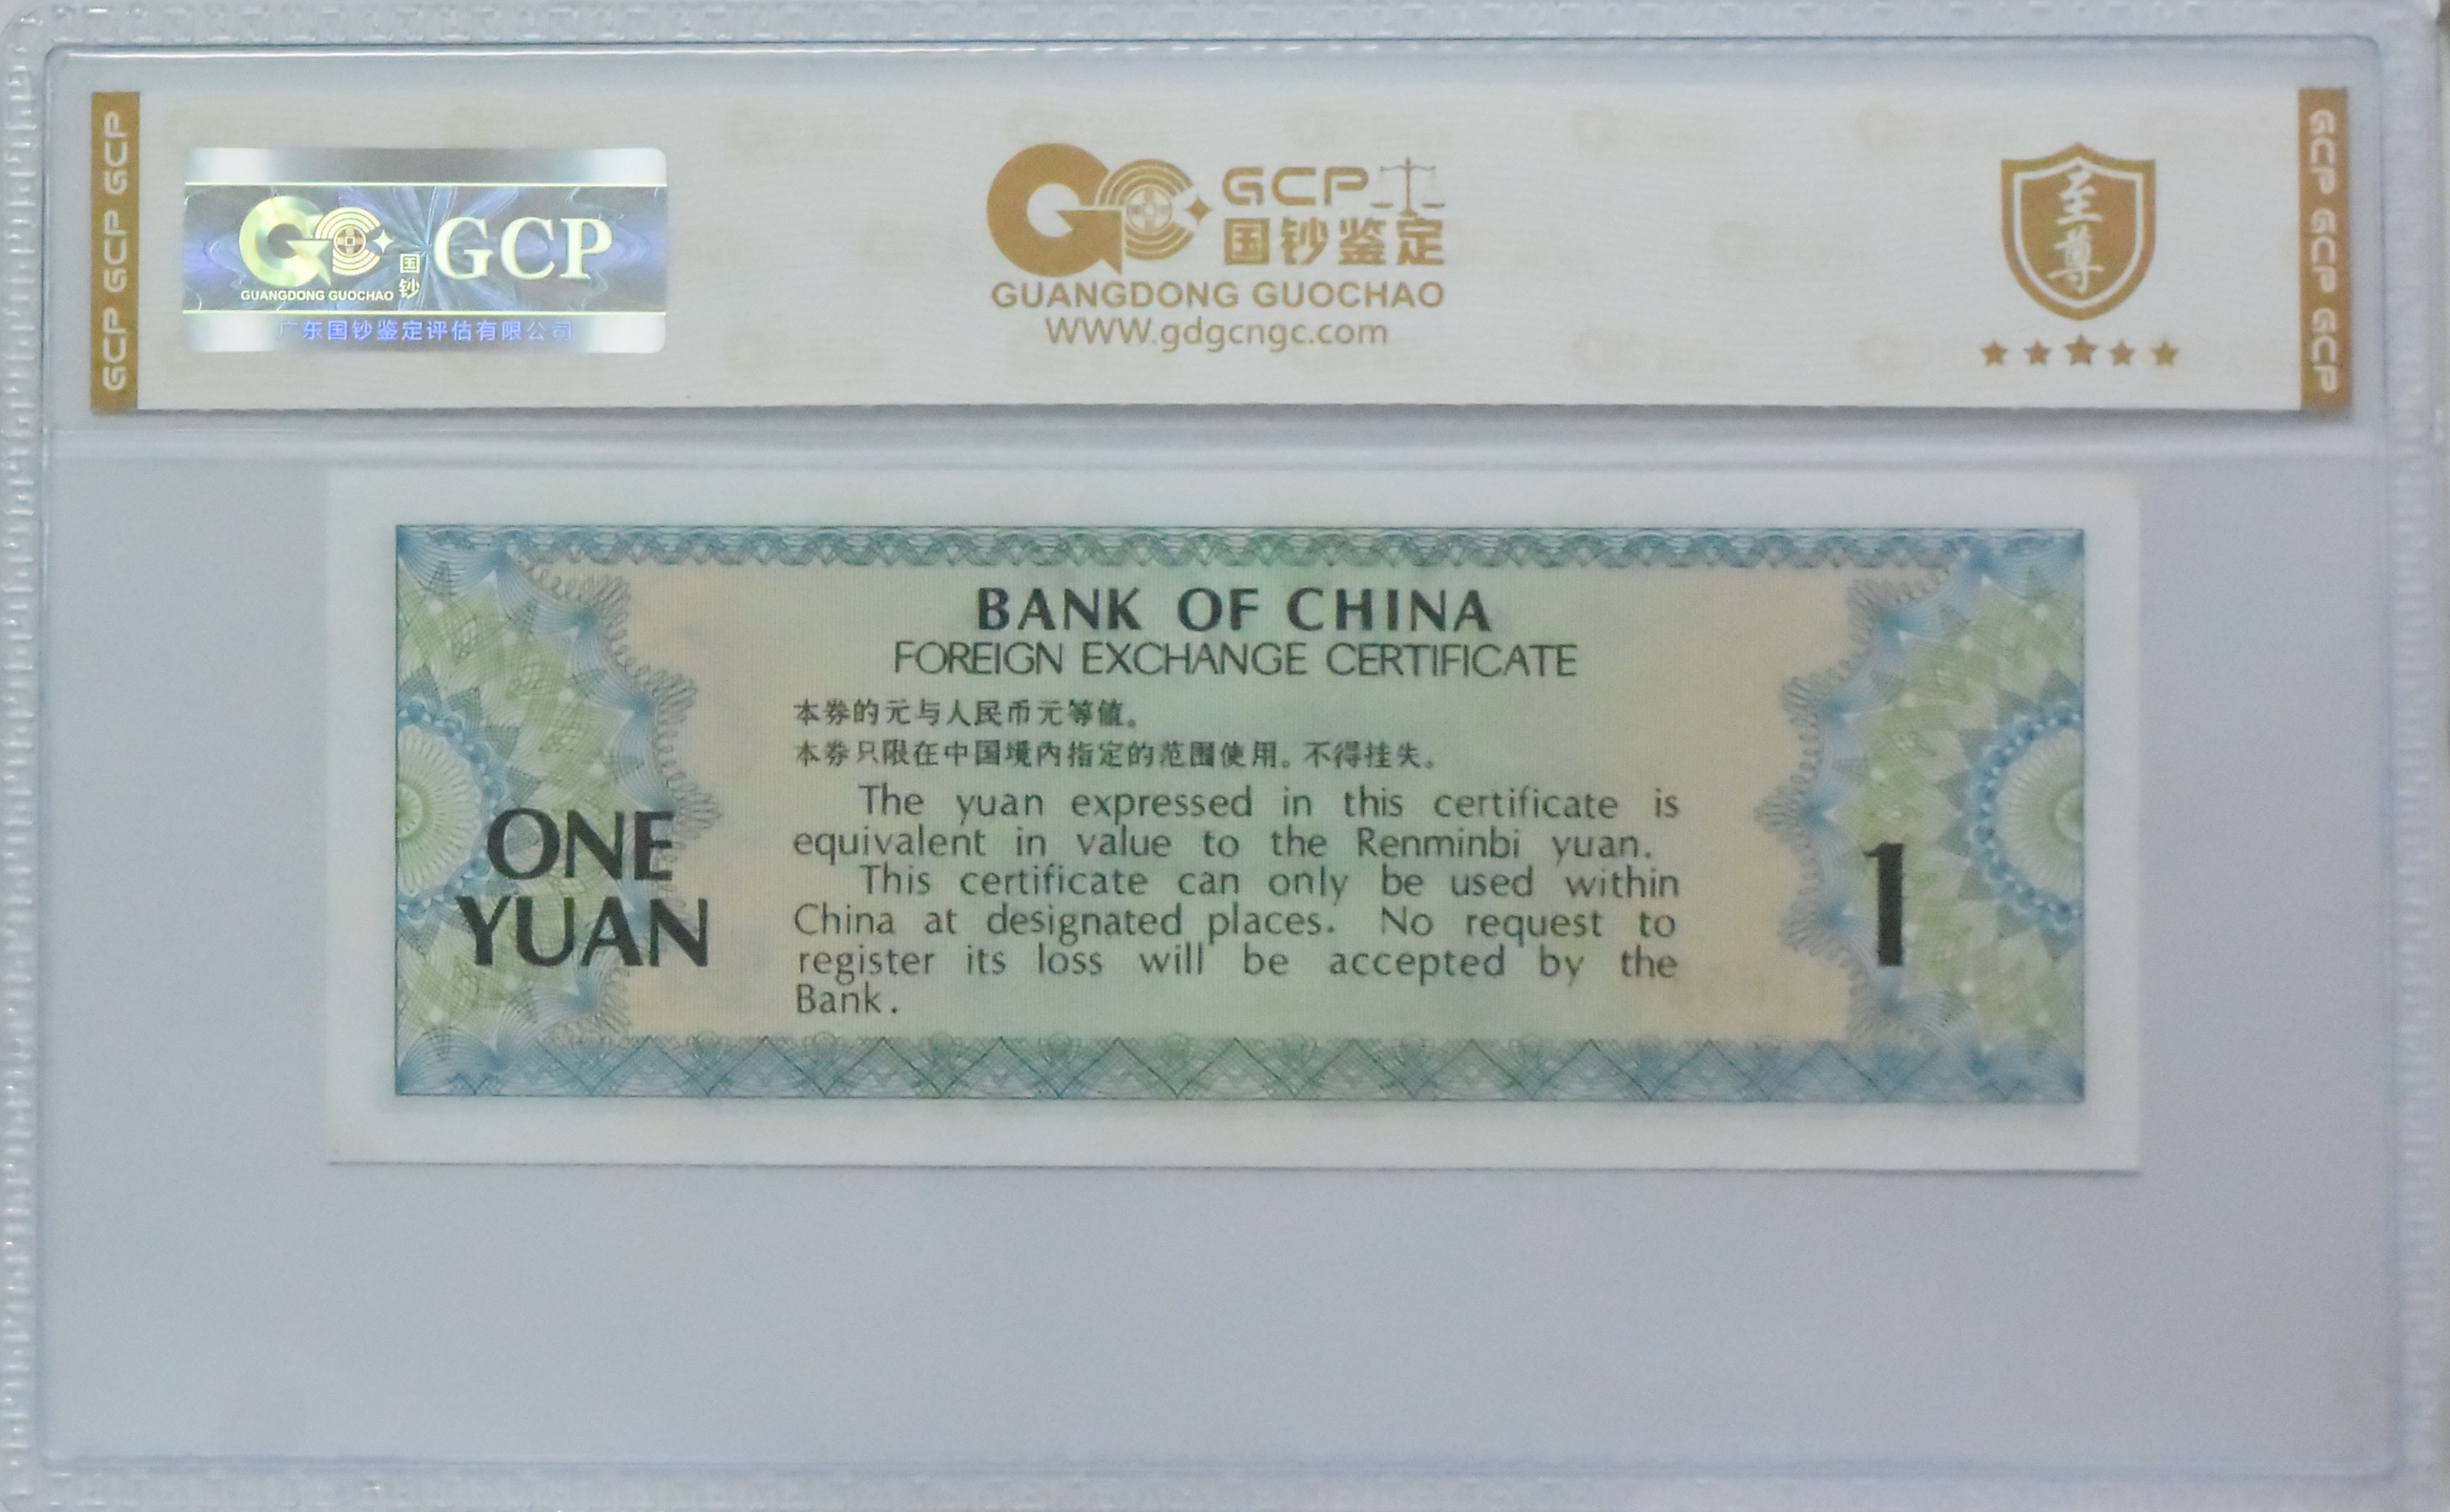 GCP GCP GCP
GUANGDONG GUOCHAO
国钞
GCP
广东国钞鉴定评估有限公司
GCP
国钞鉴定
GUANGDONG GUOCHAO
WWW.gdgcngc.com
至尊
GCP GCP GCP
BANK OF CHINA
FOREIGN EXCHANGE CERTIFICATE
本券的元与人民币元等值。
本券只限在中国境内指定的范围使用。不得挂失。
The yuan expressed in this certificate is
equivalent in value to the Renminbi yuan.
This certificate can only be used within
China at designated places. No request to
register its loss will be accepted by the
Bank.
ONE
YUAN
1